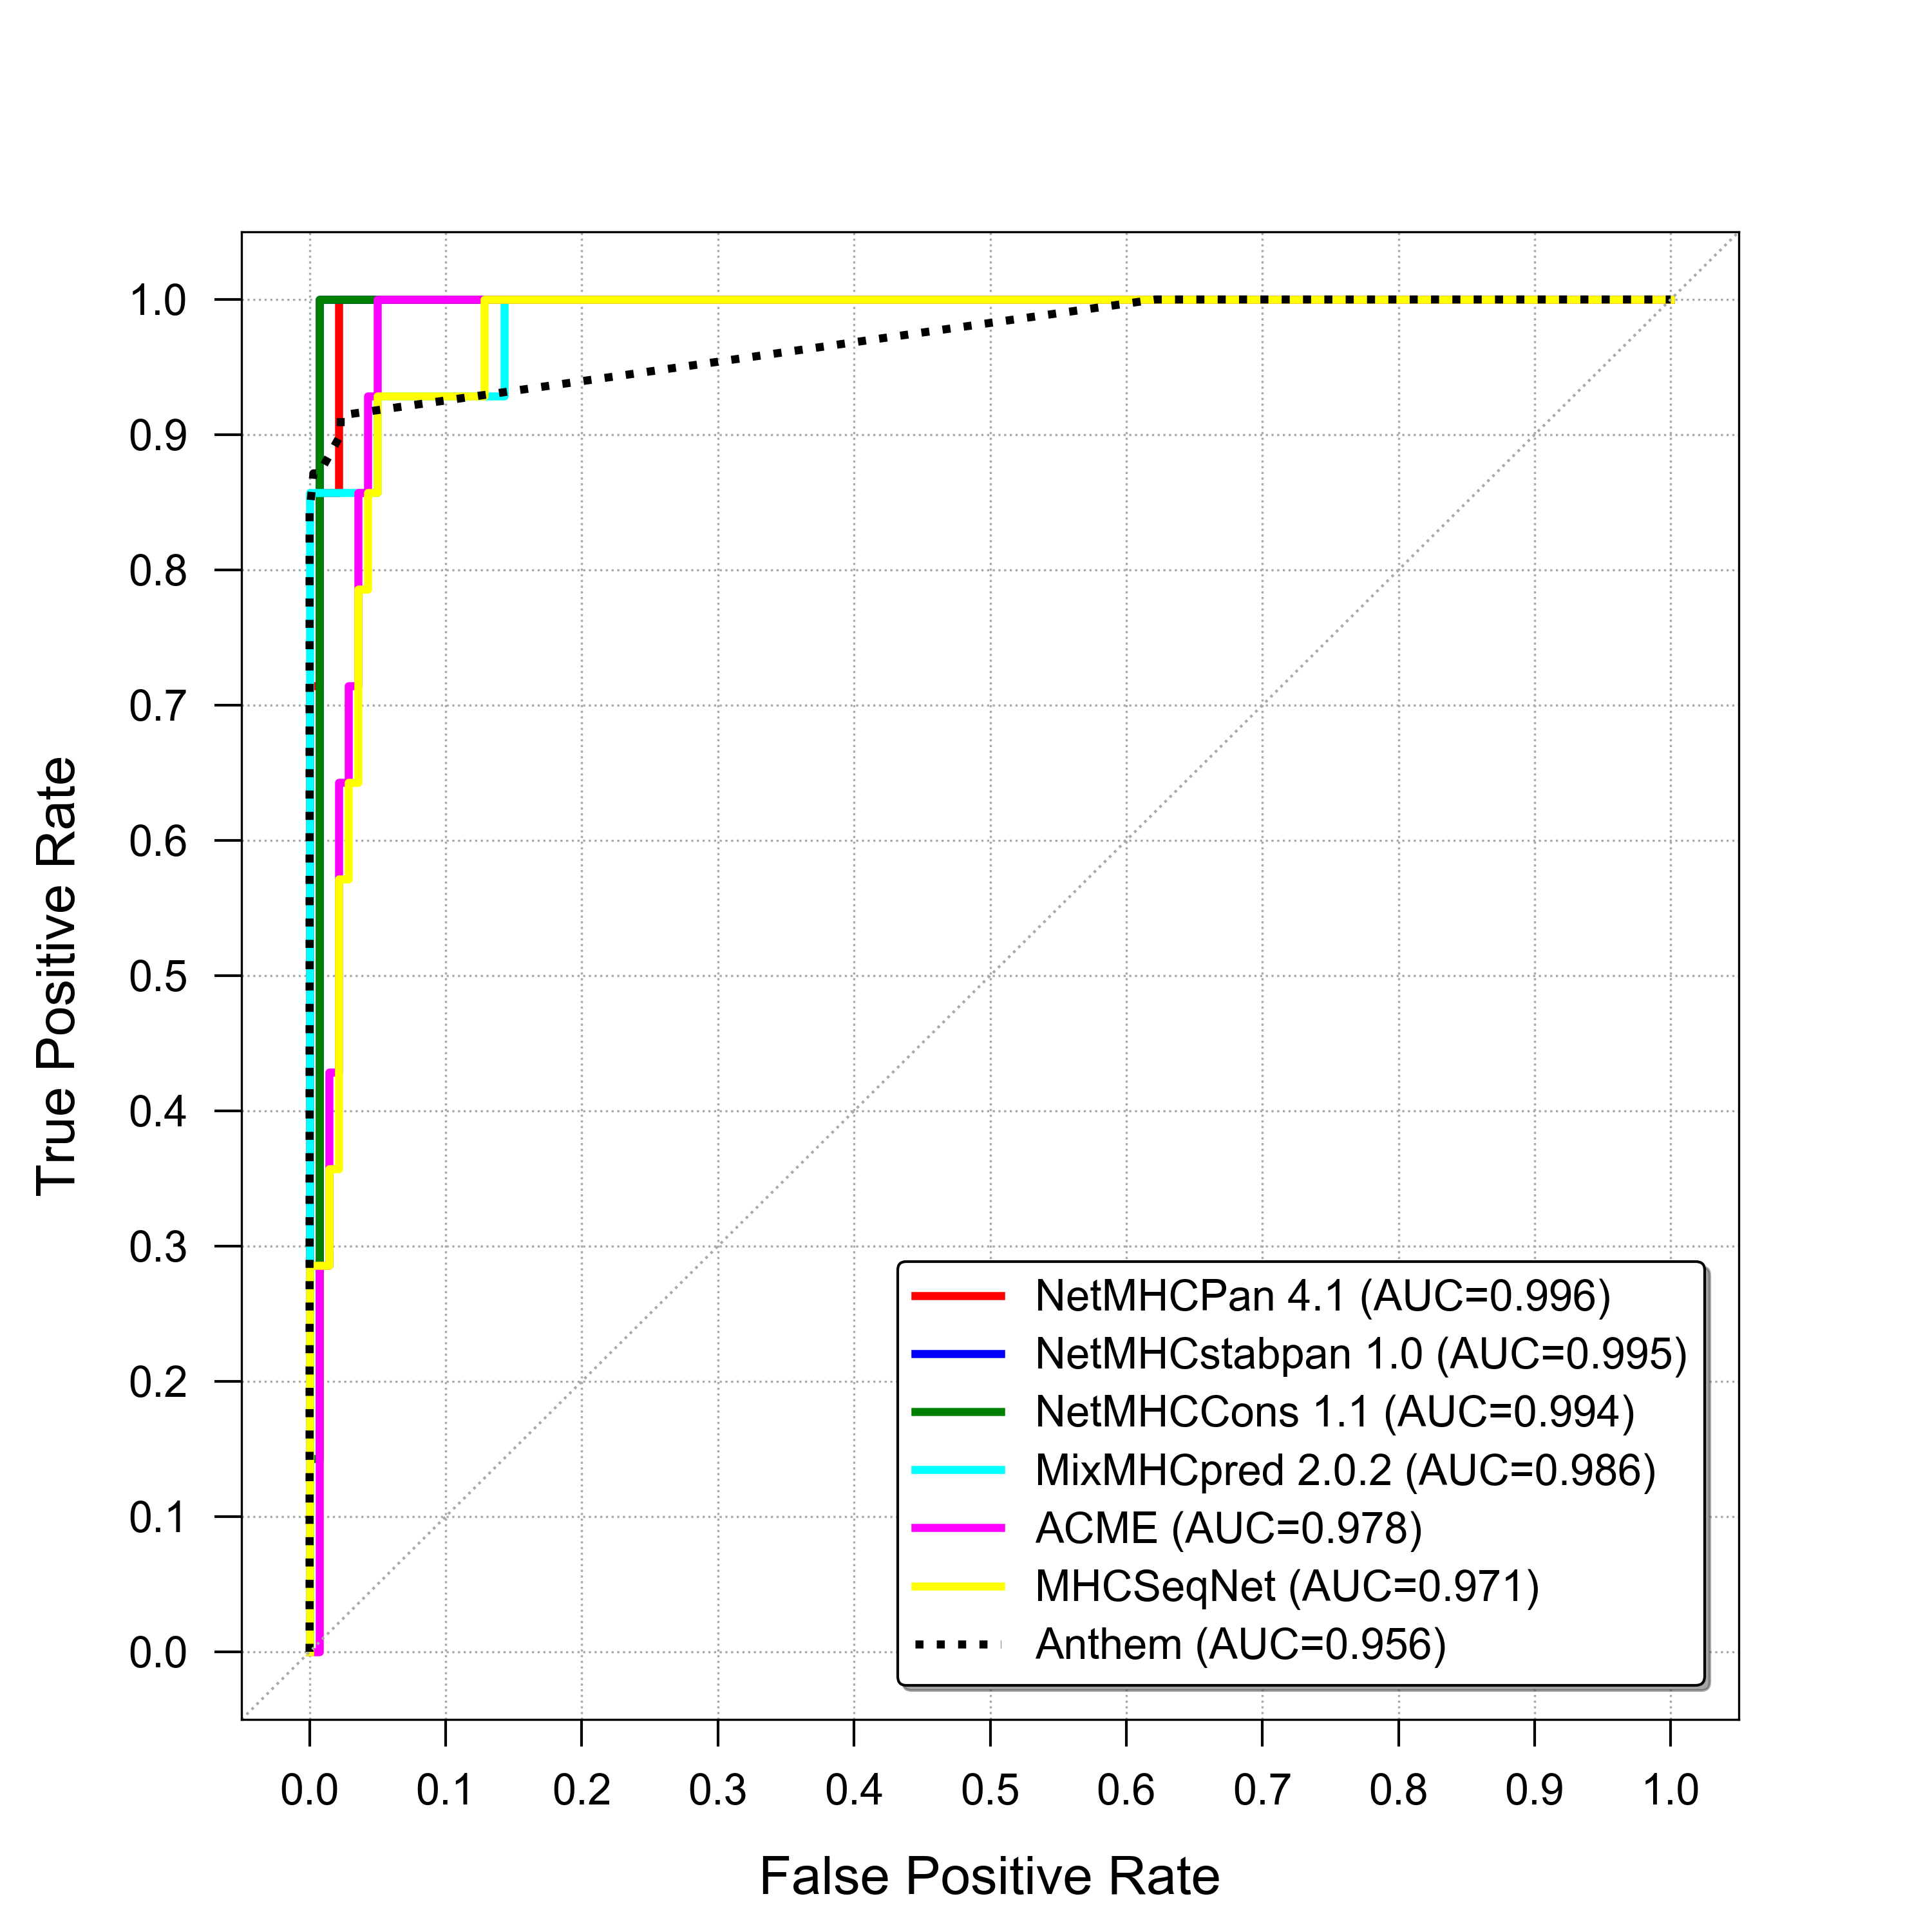 True Positive Rate
1.0
0.9
0.8
0.7
0.6
0.5
0.4
0.3
0.2
0.1
0.0
NetMHCPan 4.1 (AUC=0.996)
NetMHCstabpan 1.0 (AUC=0.995)
NetMHCCons 1.1 (AUC=0.994)
MixMHCpred 2.0.2 (AUC=0.986)
ACME (AUC=0.978)
MHCSeqNet (AUC=0.971)
Anthem (AUC=0.956)
0.0 0.1 0.2 0.3 0.4 0.5 0.6 0.7 0.8 0.9 1.0
False Positive Rate